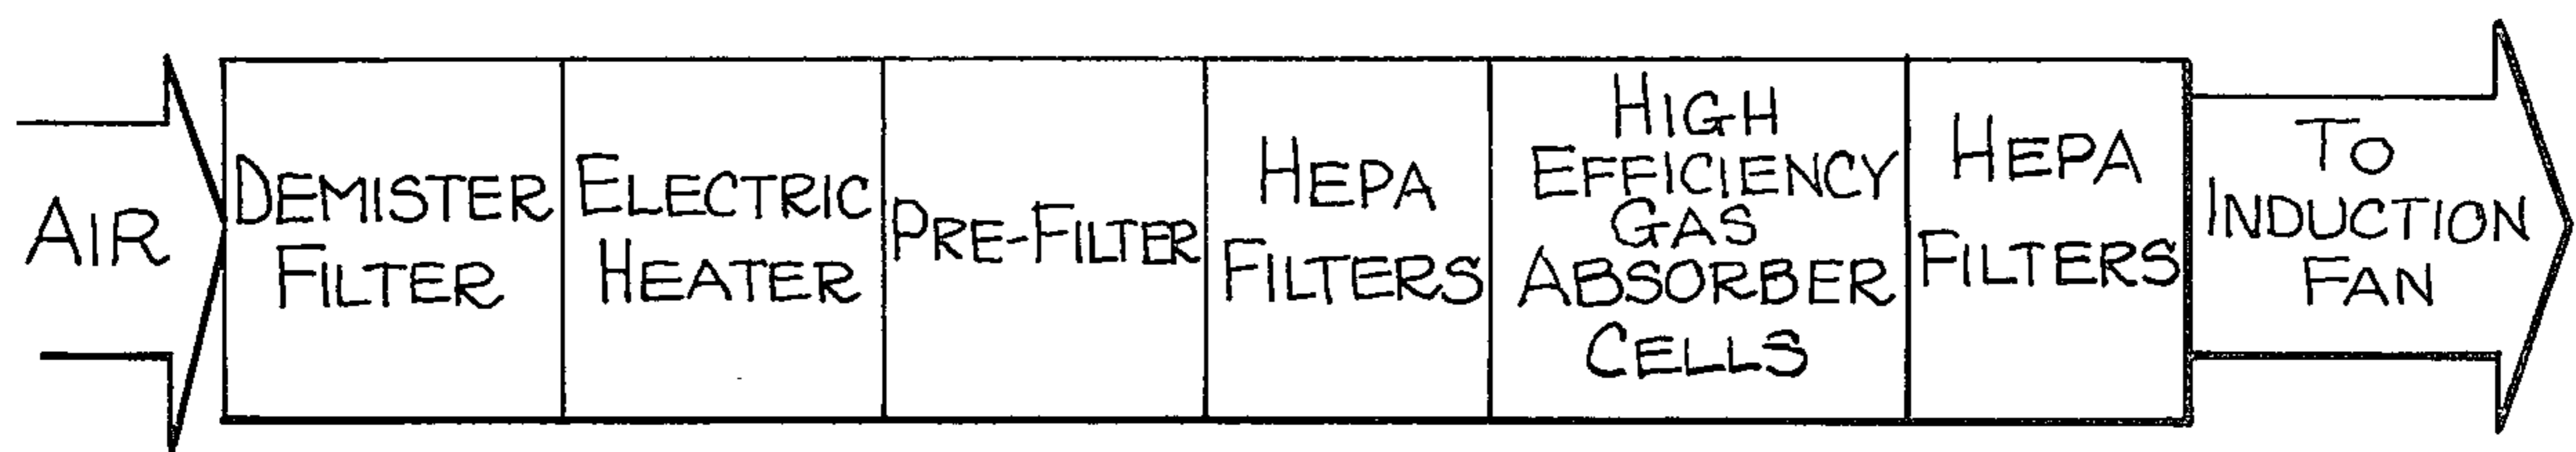 AIR
DEMISTER
FILTER
ELECTRIC
HEATER
PRE-FILTER
HEPA
FILTERS
HIGH
EFFICIENCY
GAS
ABSORBER
CELLS
HEPA
FILTERS
TO
INDUCTION
FAN